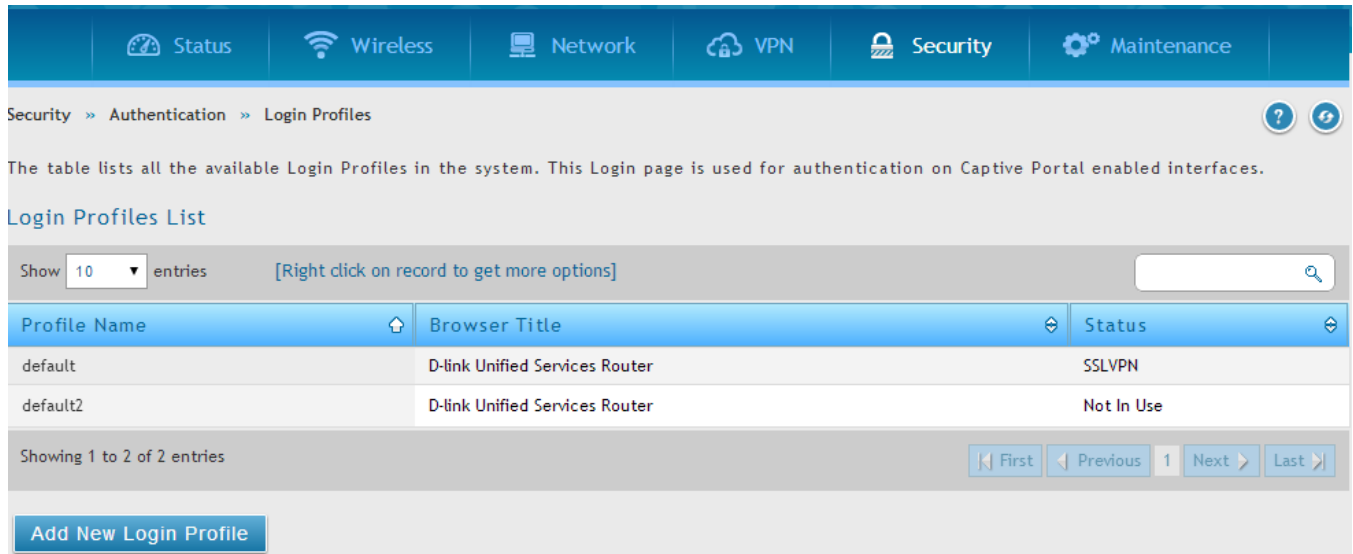 Status Wireless Network VPN Security Maintenance
Security » Authentication » Login Profiles
The table lists all the available Login Profiles in the system. This Login page is used for authentication on Captive Portal enabled interfaces.
Login Profiles List
Show 10 entries [Right click on record to get more options]
Profile Name Browser Title Status
default D-link Unified Services Router SSLVPN
default2 D-link Unified Services Router Not In Use
Showing 1 to 2 of 2 entries First Previous 1 Next Last
Add New Login Profile